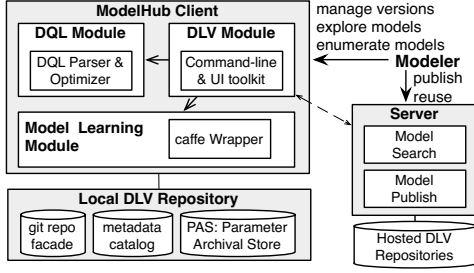 ModelHub Client
DQL Module
DQL Parser &
Optimizer
DLV Module
Command-line
& UI toolkit
Model Learning
Module
caffe Wrapper
manage versions
explore models
enumerate models
Modeler
publish
reuse
Server
Model
Search
Model
Publish
Hosted DLV
Repositories
Local DLV Repository
git repo
facade
metadata
catalog
PAS: Parameter
Archival Store